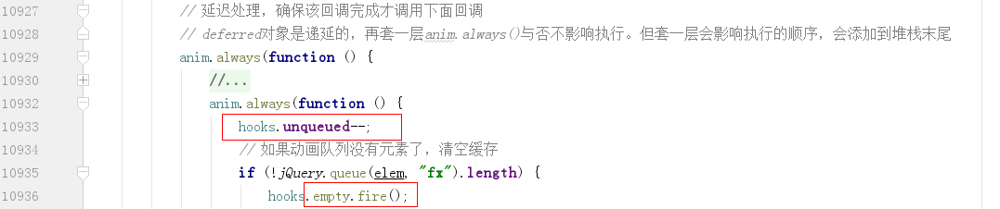 10927 // 延迟处理，确保该回调完成才调用下面回调
10928 // deferred对象是递延的，再套一层anim.always()与否不影响执行。但套一层会影响执行的顺序，会添加到堆栈末尾
10929 anim.always(function () {
10930 //...
10932 anim.always(function () {
10933 hooks.unqueued--;
10934 // 如果动画队列没有元素了，清空缓存
10935 if (!jQuery.queue(elem, "fx").length) {
10936 hooks.empty.fire();